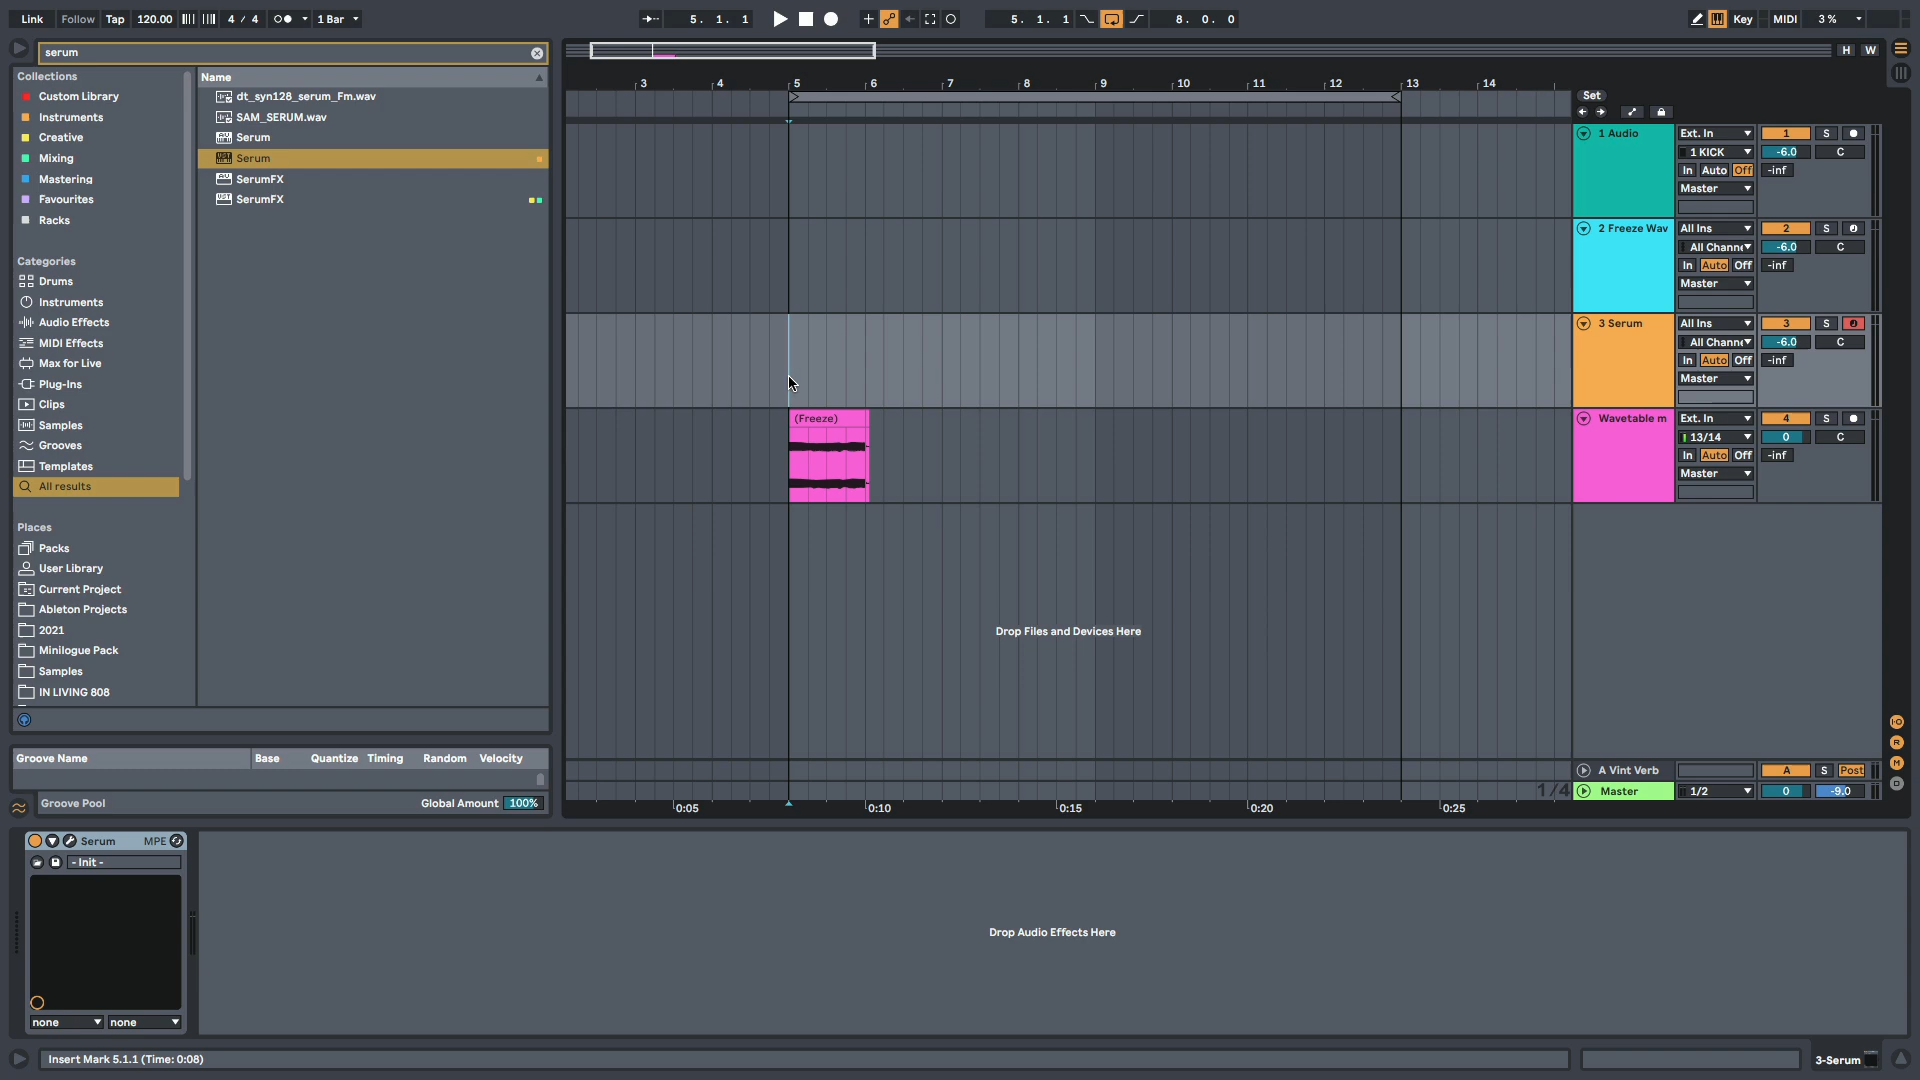 Link Follow Tap 120.00 4 / 4 1 Bar 5. 1. 1 5. 1. 1 8. 0. 0 Key MIDI 3 %
serum
H W
Collections
Custom Library
Instruments
Creative
Mixing
Mastering
Favourites
Racks
Categories
Drums
Instruments
Audio Effects
MIDI Effects
Max for Live
Plug-Ins
Clips
Samples
Grooves
Templates
All results
Places
Packs
User Library
Current Project
Ableton Projects
2021
Minilogue Pack
Samples
IN LIVING 808
Name
dt_syn128_serum_Fm.wav
SAM_SERUM.wav
Serum
Serum
SerumFX
SerumFX
3 4 5 6 7 8 9 10 11 12 13 14
Set
1 Audio Ext. In 1 S
1 KICK -6.0 C
In Auto Off -inf
Master
2 Freeze Wav All Ins 2 S
All Channe -6.0 C
In Auto Off -inf
Master
3 Serum All Ins 3 S
All Channe -6.0 C
In Auto Off -inf
Master
(Freeze)
Wavetable m Ext. In 4 S
13/14 0 C
In Auto Off -inf
Master
Drop Files and Devices Here
A Vint Verb A S Post
1/4 Master 1/2 0 -9.0
0:05 0:10 0:15 0:20 0:25
I·O
R
M
D
Groove Name Base Quantize Timing Random Velocity
Groove Pool Global Amount 100%
Serum MPE
- Init -
none none
Drop Audio Effects Here
Insert Mark 5.1.1 (Time: 0:08)
3-Serum